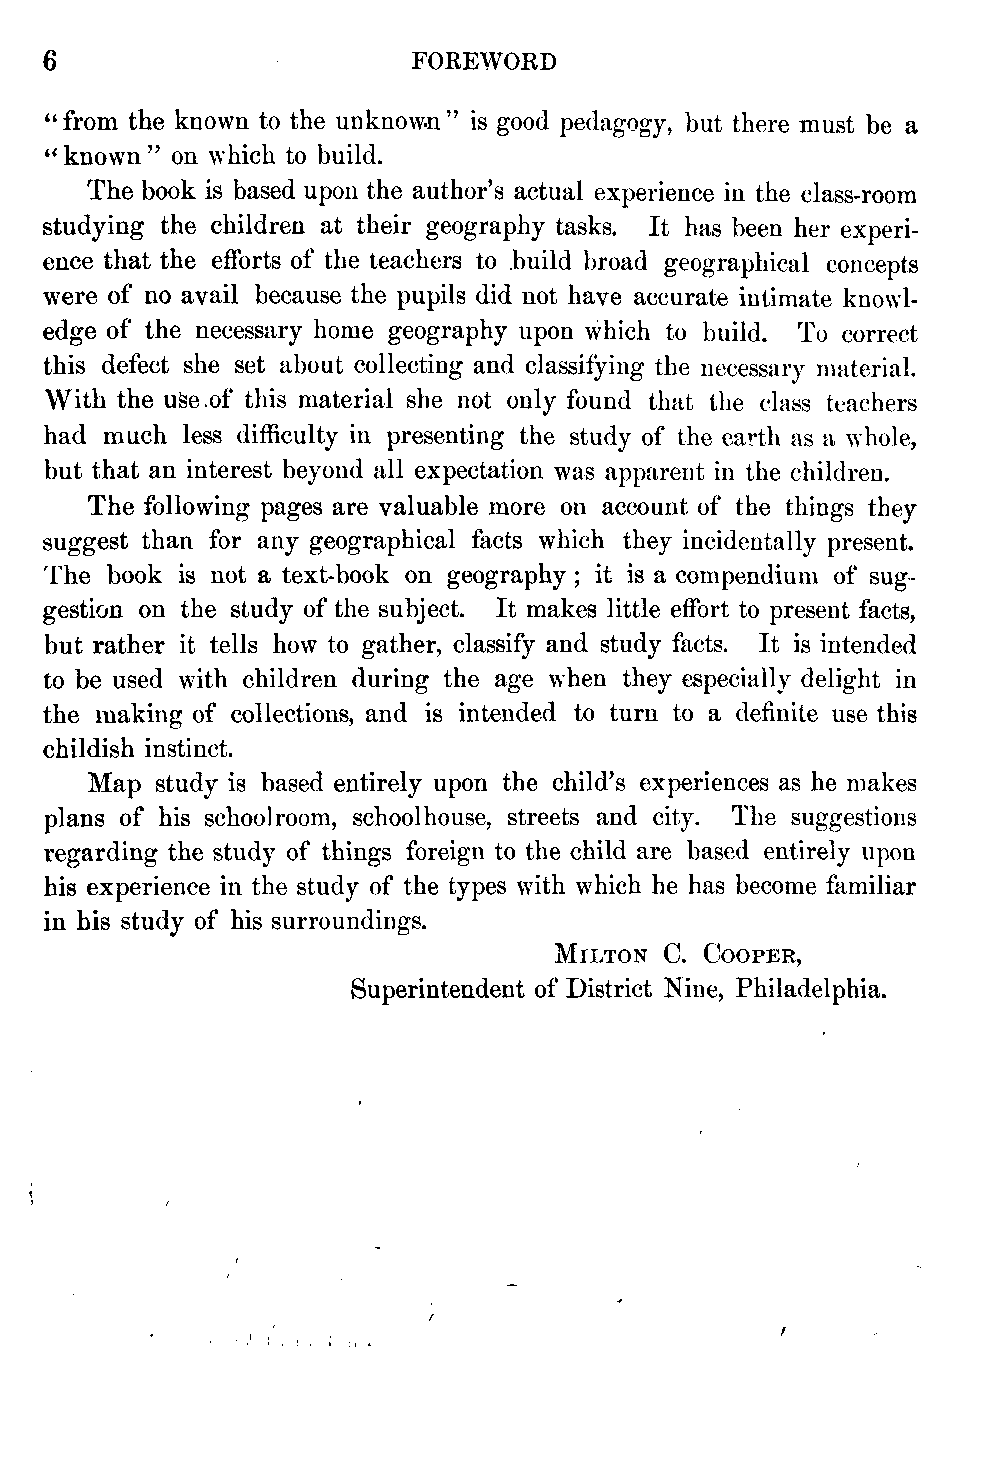 6 FOREWORD
"from the known to the unknown" is good pedagogy, but there must be a
"known" on which to build.
The book is based upon the author's actual experience in the class-room
studying the children at their geography tasks. It has been her experi-
ence that the efforts of the teachers to build broad geographical concepts
were of no avail because the pupils did not have accurate intimate knowl-
edge of the necessary home geography upon which to build. To correct
this defect she set about collecting and classifying the necessary material.
With the use of this material she not only found that the class teachers
had much less difficulty in presenting the study of the earth as a whole,
but that an interest beyond all expectation was apparent in the children.
The following pages are valuable more on account of the things they
suggest than for any geographical facts which they incidentally present.
The book is not a text-book on geography; it is a compendium of sug-
gestion on the study of the subject. It makes little effort to present facts,
but rather it tells how to gather, classify and study facts. It is intended
to be used with children during the age when they especially delight in
the making of collections, and is intended to turn to a definite use this
childish instinct.
Map study is based entirely upon the child's experiences as he makes
plans of his schoolroom, schoolhouse, streets and city. The suggestions
regarding the study of things foreign to the child are based entirely upon
his experience in the study of the types with which he has become familiar
in his study of his surroundings.
MILTON C. COOPER,
Superintendent of District Nine, Philadelphia.